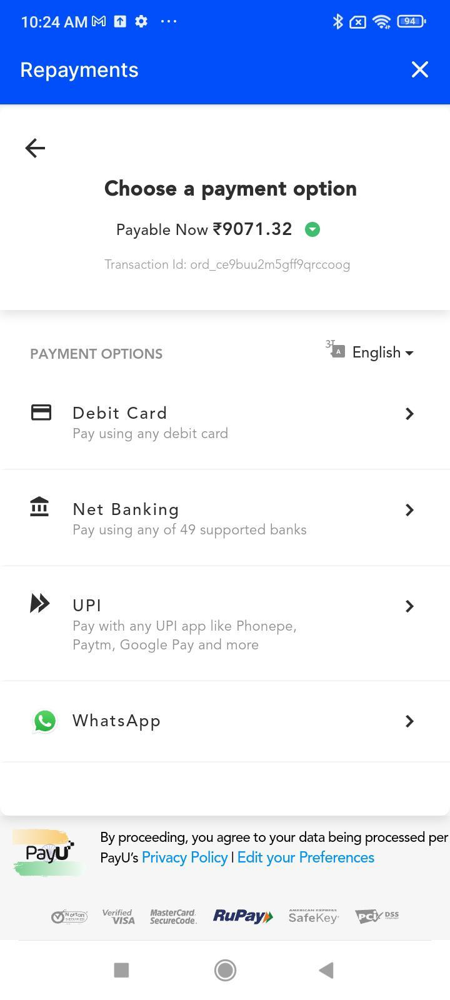 10:24 AM
94
Repayments
Choose a payment option
Payable Now ₹9071.32
Transaction Id: ord_ce9buu2m5gff9qrccoog
PAYMENT OPTIONS
अ A English
Debit Card
Pay using any debit card
Net Banking
Pay using any of 49 supported banks
UPI
Pay with any UPI app like Phonepe,
Paytm, Google Pay and more
WhatsApp
PayU
By proceeding, you agree to your data being processed per
PayU's Privacy Policy | Edit your Preferences
Norton
SECURED
Verified
VISA
MasterCard.
SecureCode.
RuPay
AMERICAN EXPRESS
SafeKey
PCI DSS